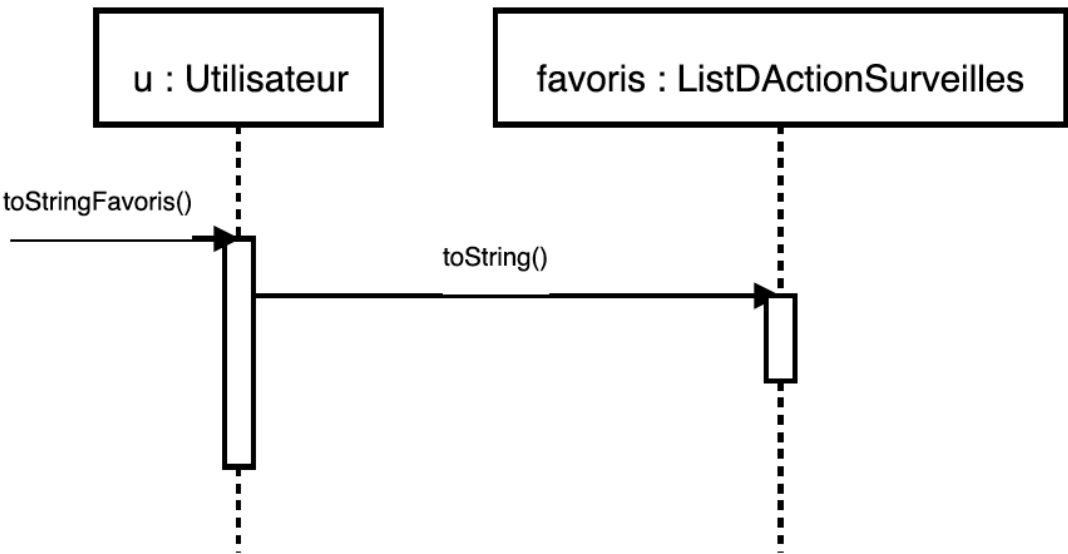 u : Utilisateur
favoris : ListDActionSurveilles
toStringFavoris()
toString()